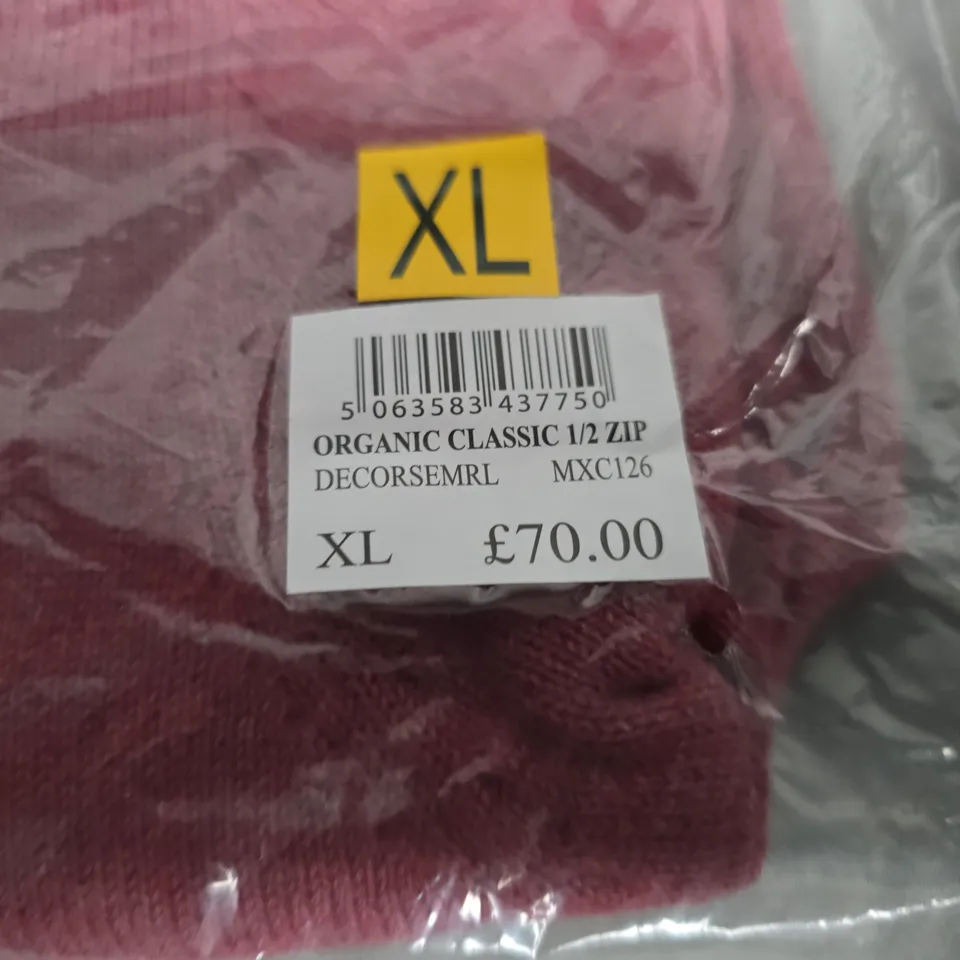 XL
5 063583 437750
ORGANIC CLASSIC 1/2 ZIP
DECORSEMRL MXC126
XL £70.00